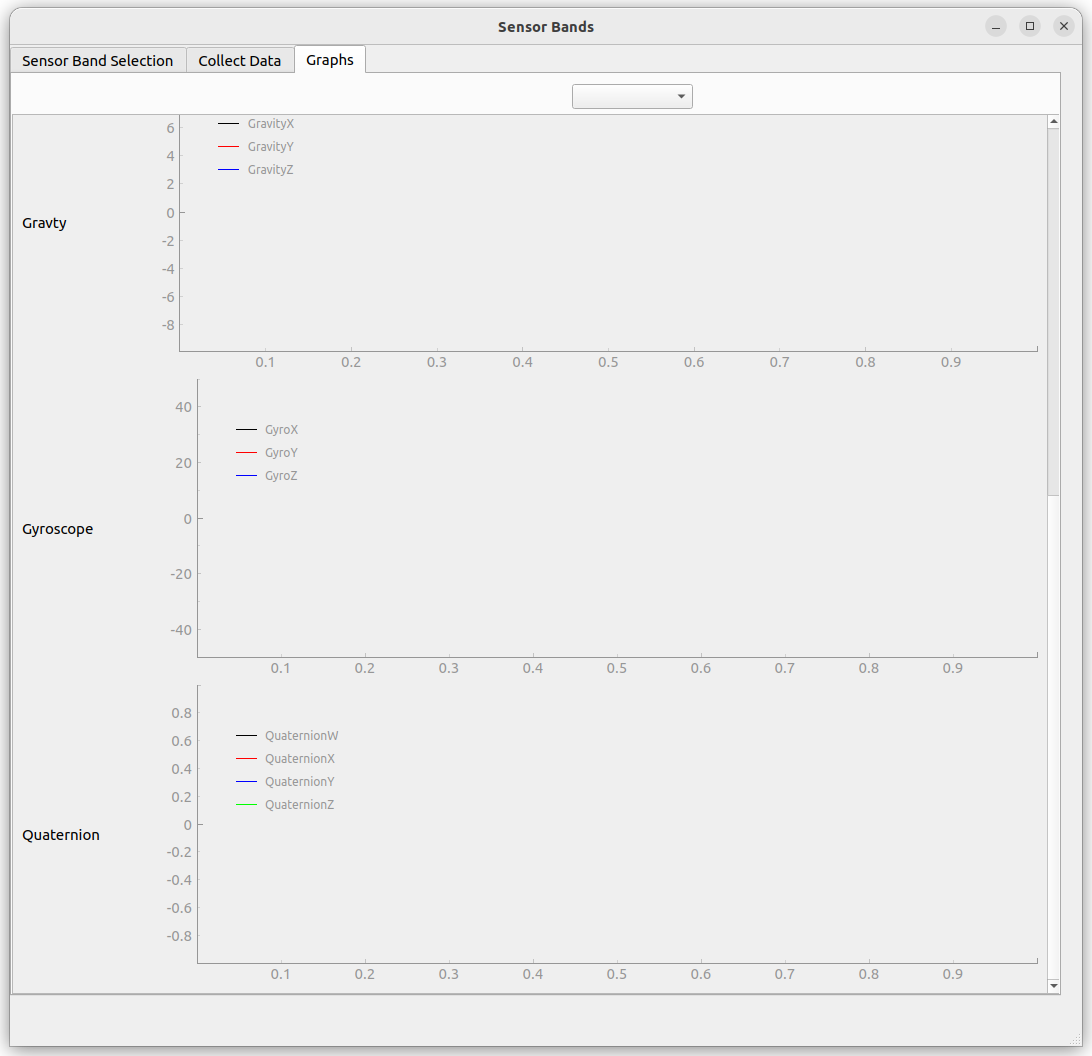 Sensor Bands
Sensor Band Selection
Collect Data
Graphs
6
4
2
0
-2
-4
-6
-8
GravityX
GravityY
GravityZ
Gravty
0.1 0.2 0.3 0.4 0.5 0.6 0.7 0.8 0.9
40
20
0
-20
-40
GyroX
GyroY
GyroZ
Gyroscope
0.1 0.2 0.3 0.4 0.5 0.6 0.7 0.8 0.9
0.8
0.6
0.4
0.2
0
-0.2
-0.4
-0.6
-0.8
QuaternionW
QuaternionX
QuaternionY
QuaternionZ
Quaternion
0.1 0.2 0.3 0.4 0.5 0.6 0.7 0.8 0.9